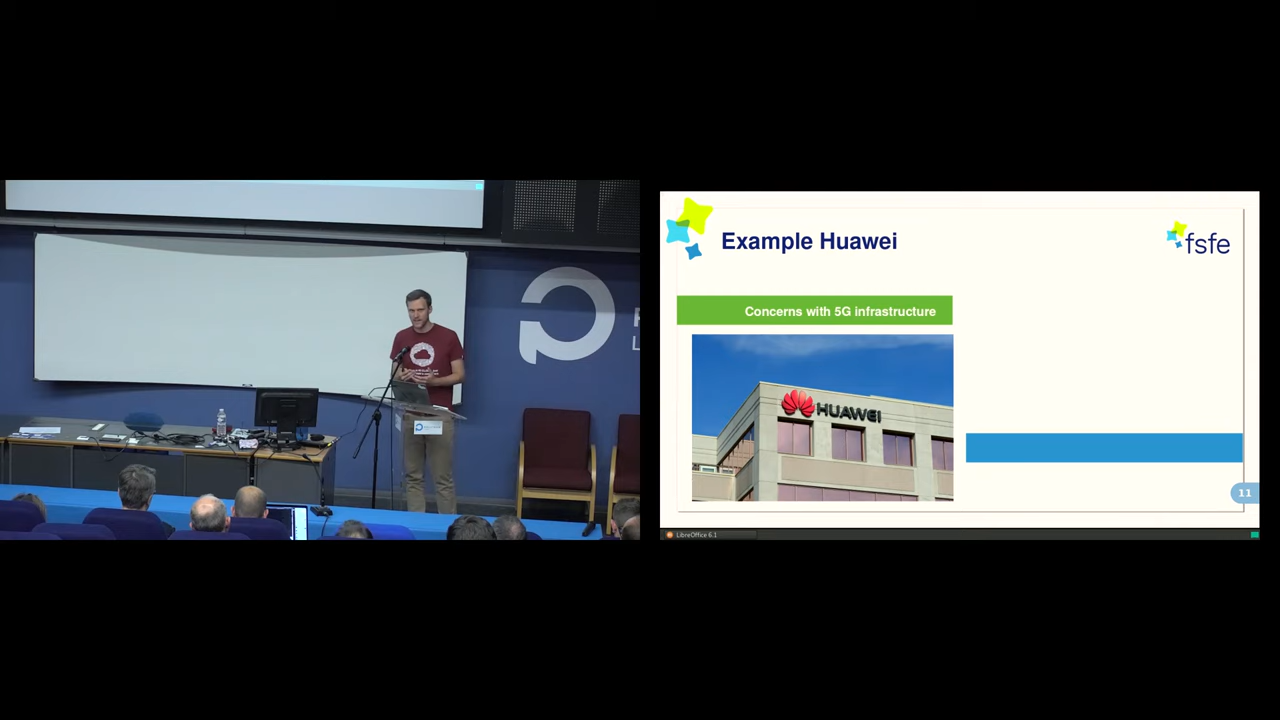 Example Huawei
fsfe
Concerns with 5G infrastructure
HUAWEI
11
LibreOffice 6.1